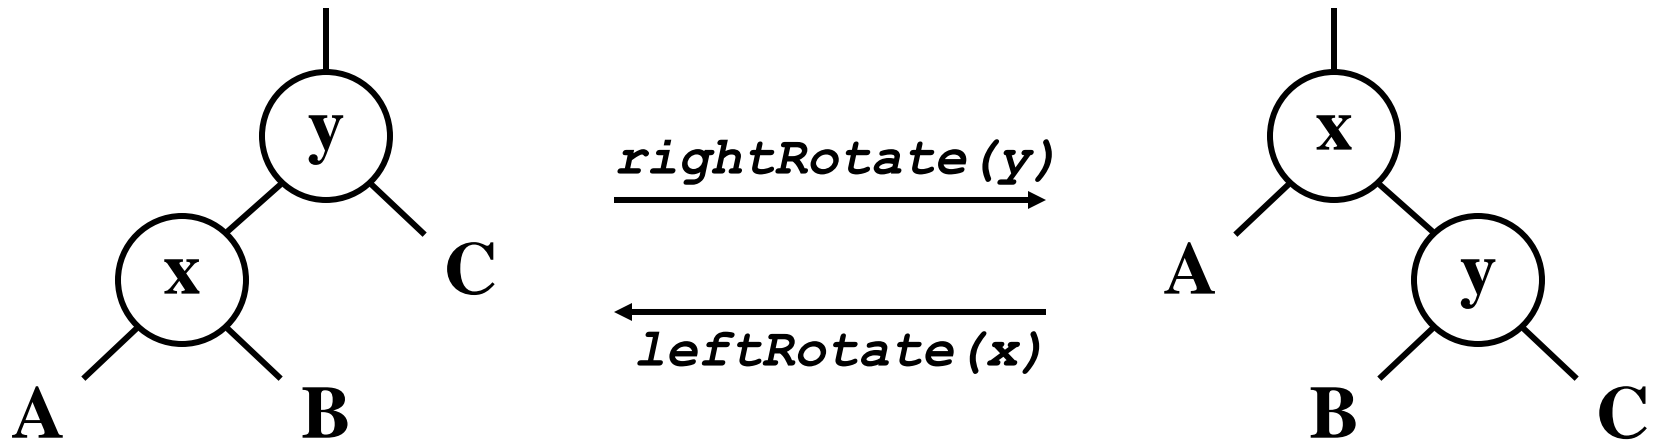 y
x
rightRotate(y)
x
C
A
y
leftRotate(x)
A
B
B
C